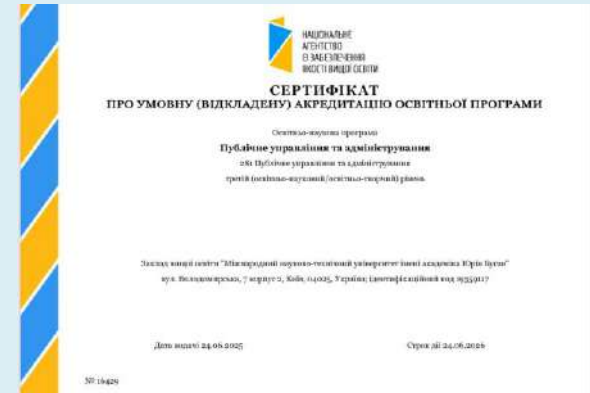 НАЦІОНАЛЬНЕ
АГЕНТСТВО
ІЗ ЗАБЕЗПЕЧЕННЯ
ЯКОСТІ ВИЩОЇ ОСВІТИ
СЕРТИФІКАТ
ПРО УМОВНУ (ВІДКЛАДЕНУ) АКРЕДИТАЦІЮ ОСВІТНЬОЇ ПРОГРАМИ
Освітньо-наукова програма
Публічне управління та адміністрування
281 Публічне управління та адміністрування
третій (освітньо-науковий/освітньо-творчий) рівень
Заклад вищої освіти "Міжнародний науково-технічний університет імені академіка Юрія Бугая"
вул. Володимирська, 7 корпус 2, Київ, 04025, Україна; ідентифікаційний код 19359117
Дата видачі 24.06.2025
Строк дії 24.06.2026
№ 16429